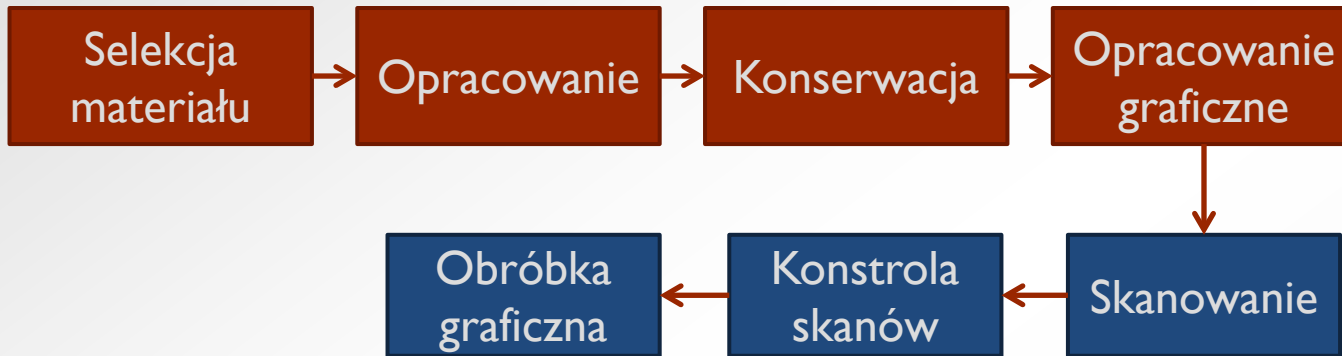 Selekcja
materiału
Opracowanie
Konserwacja
Opracowanie
graficzne
Skanowanie
Konstrola
skanów
Obróbka
graficzna